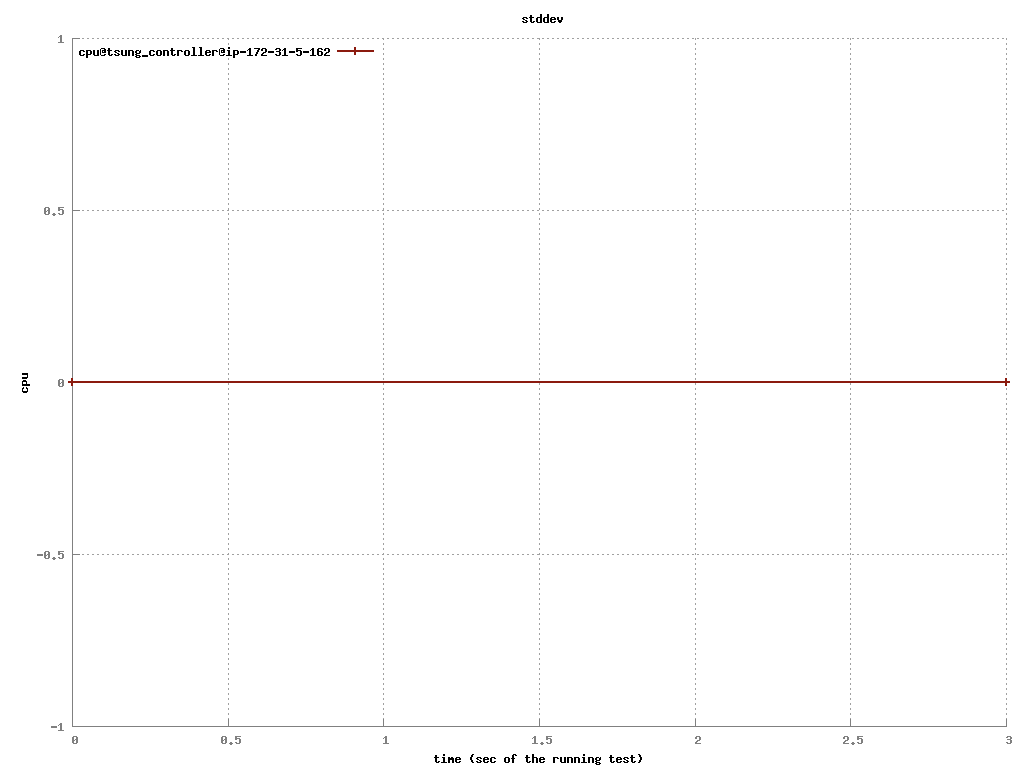 stddev
1
cpu@tsung_controller@ip-172-31-5-162
0.5
cpu
0
-0.5
-1
0 0.5 1 1.5 2 2.5 3
time (sec of the running test)